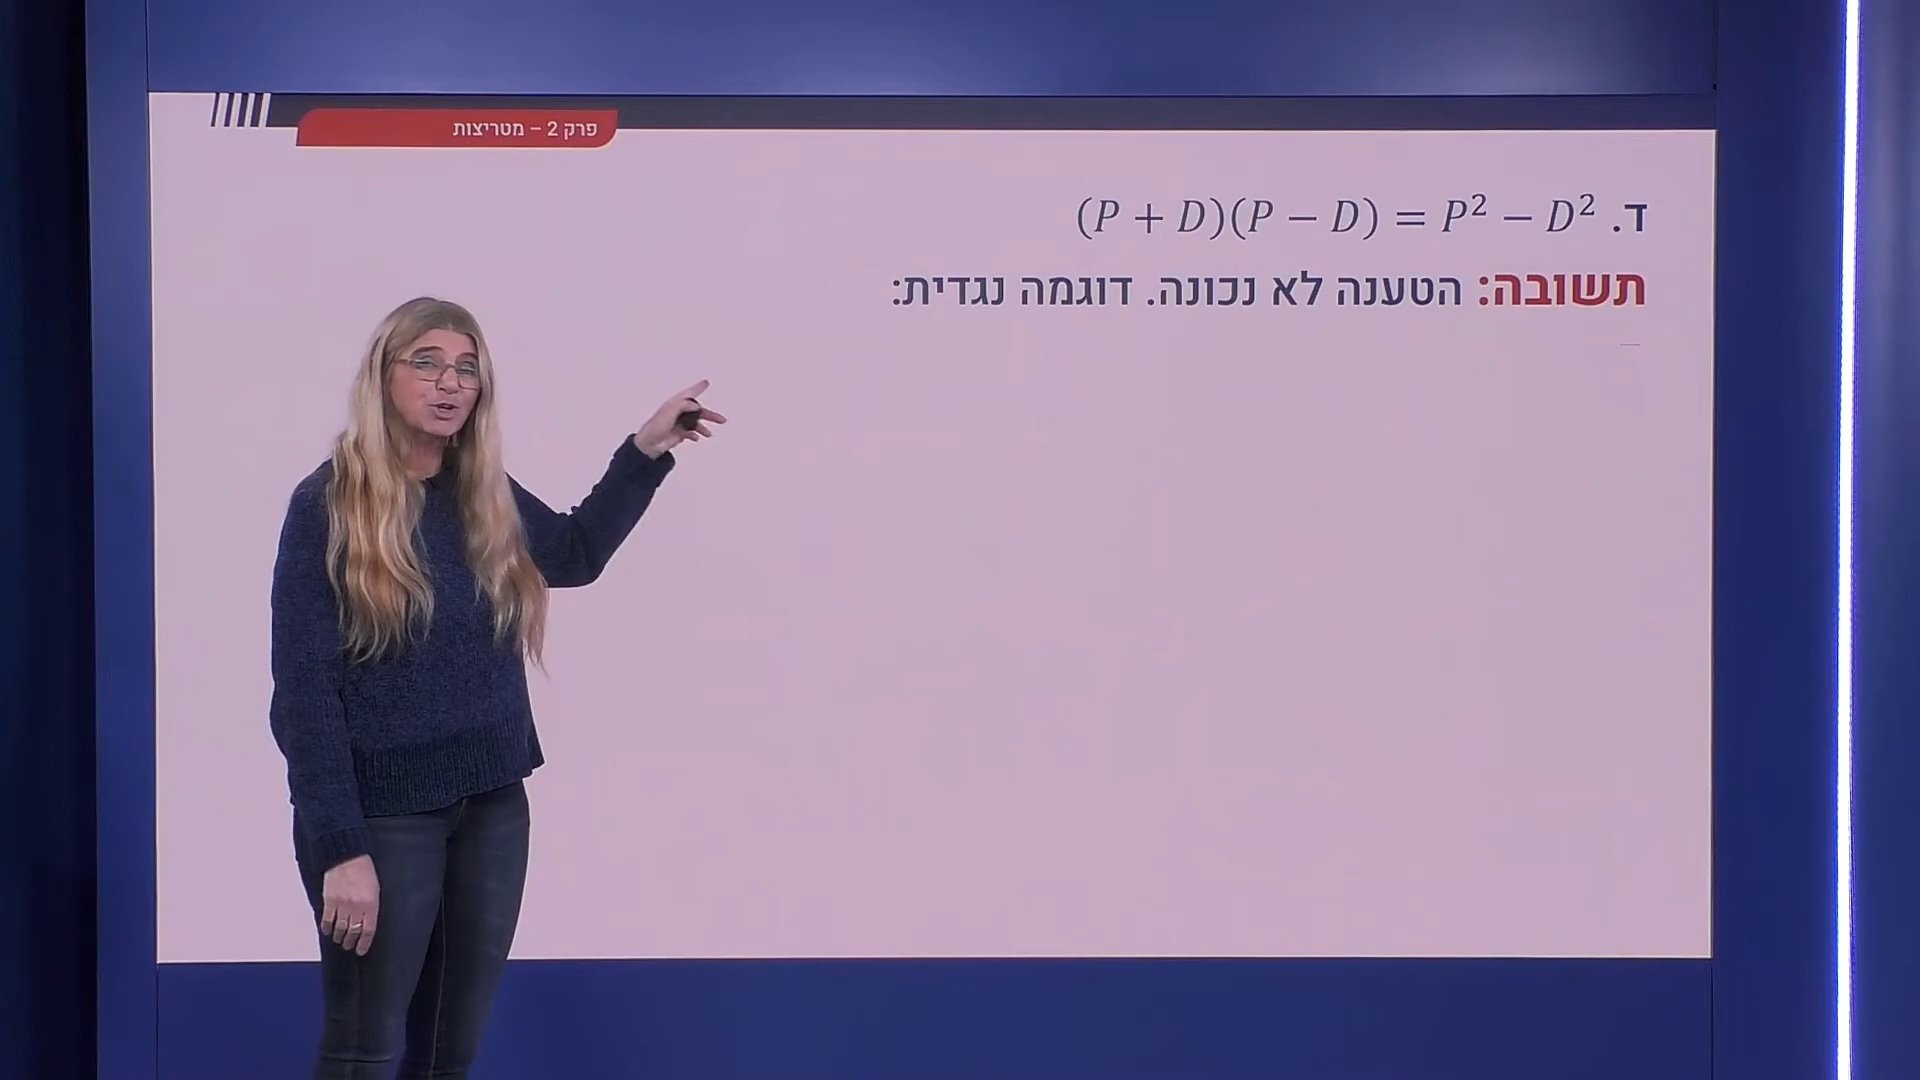 פרק 2 – מטריצות
ד. (P + D)(P − D) = P² − D²
תשובה: הטענה לא נכונה. דוגמה נגדית: